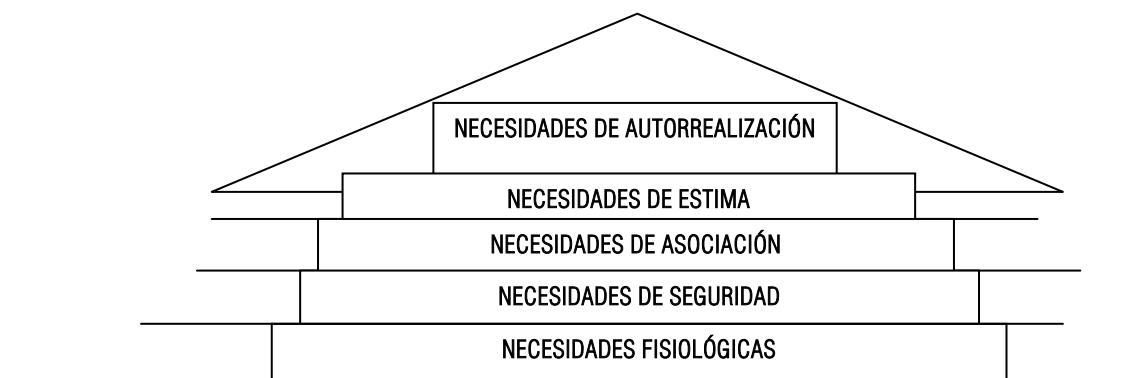 NECESIDADES DE AUTORREALIZACIÓN
NECESIDADES DE ESTIMA
NECESIDADES DE ASOCIACIÓN
NECESIDADES DE SEGURIDAD
NECESIDADES FISIOLÓGICAS